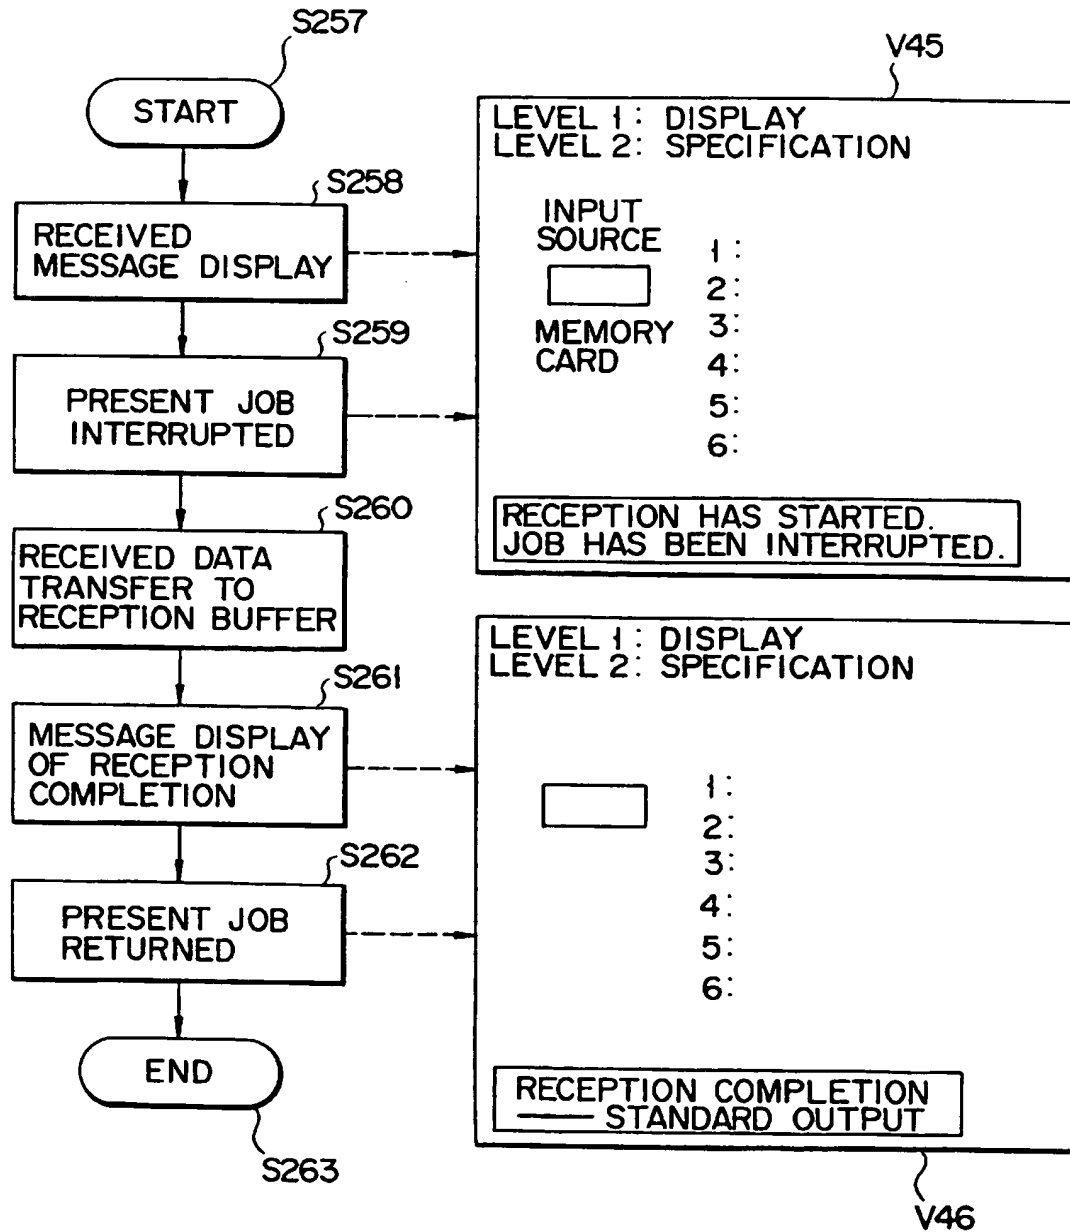 S257
START
S258
RECEIVED
MESSAGE DISPLAY
S259
PRESENT JOB
INTERRUPTED
S260
RECEIVED DATA
TRANSFER TO
RECEPTION BUFFER
S261
MESSAGE DISPLAY
OF RECEPTION
COMPLETION
S262
PRESENT JOB
RETURNED
END
S263
V45
LEVEL 1: DISPLAY
LEVEL 2: SPECIFICATION
INPUT
SOURCE
MEMORY
CARD
1:
2:
3:
4:
5:
6:
RECEPTION HAS STARTED.
JOB HAS BEEN INTERRUPTED.
LEVEL 1: DISPLAY
LEVEL 2: SPECIFICATION
1:
2:
3:
4:
5:
6:
RECEPTION COMPLETION
—— STANDARD OUTPUT
V46